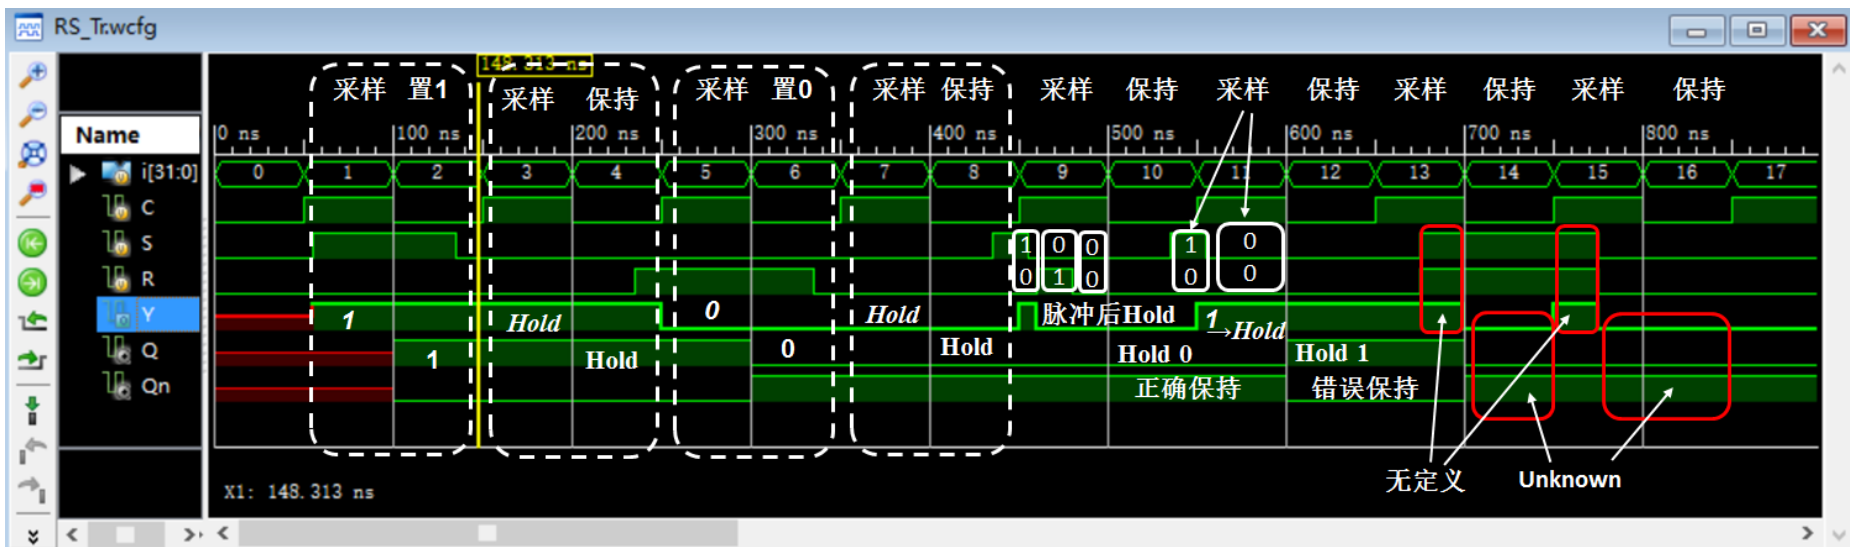 RS_Tr.wcfg
148.313 ns
采样 置1 采样 保持 采样 置0 采样 保持 采样 保持 采样 保持 采样 保持 采样 保持
Name
0 ns 100 ns 200 ns 300 ns 400 ns 500 ns 600 ns 700 ns 800 ns
i[31:0] 0 1 2 3 4 5 6 7 8 9 10 11 12 13 14 15 16 17
C
S 1 0 0 1 0
R 0 1 0 0 0
Y 1 Hold 0 Hold 脉冲后Hold 1→Hold
Q 1 Hold 0 Hold Hold 0 Hold 1
Qn 正确保持 错误保持
无定义 Unknown
X1: 148.313 ns